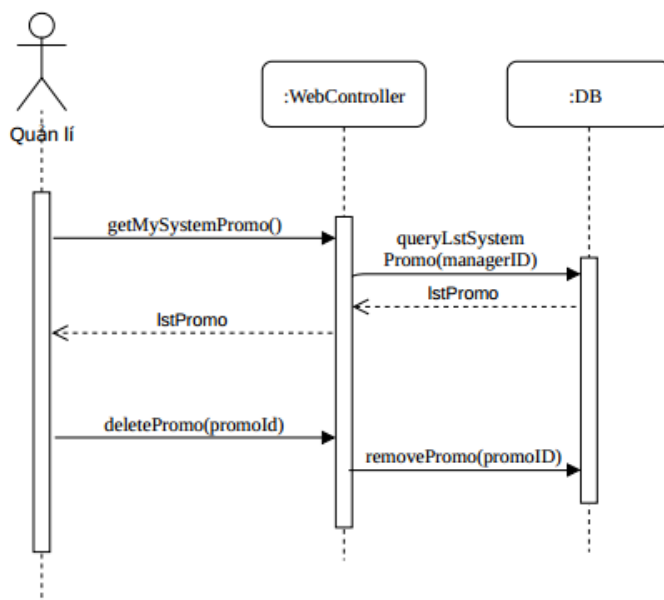 :WebController
:DB
Quản lí
getMySystemPromo()
queryLstSystem
Promo(managerID)
lstPromo
lstPromo
deletePromo(promoId)
removePromo(promoID)